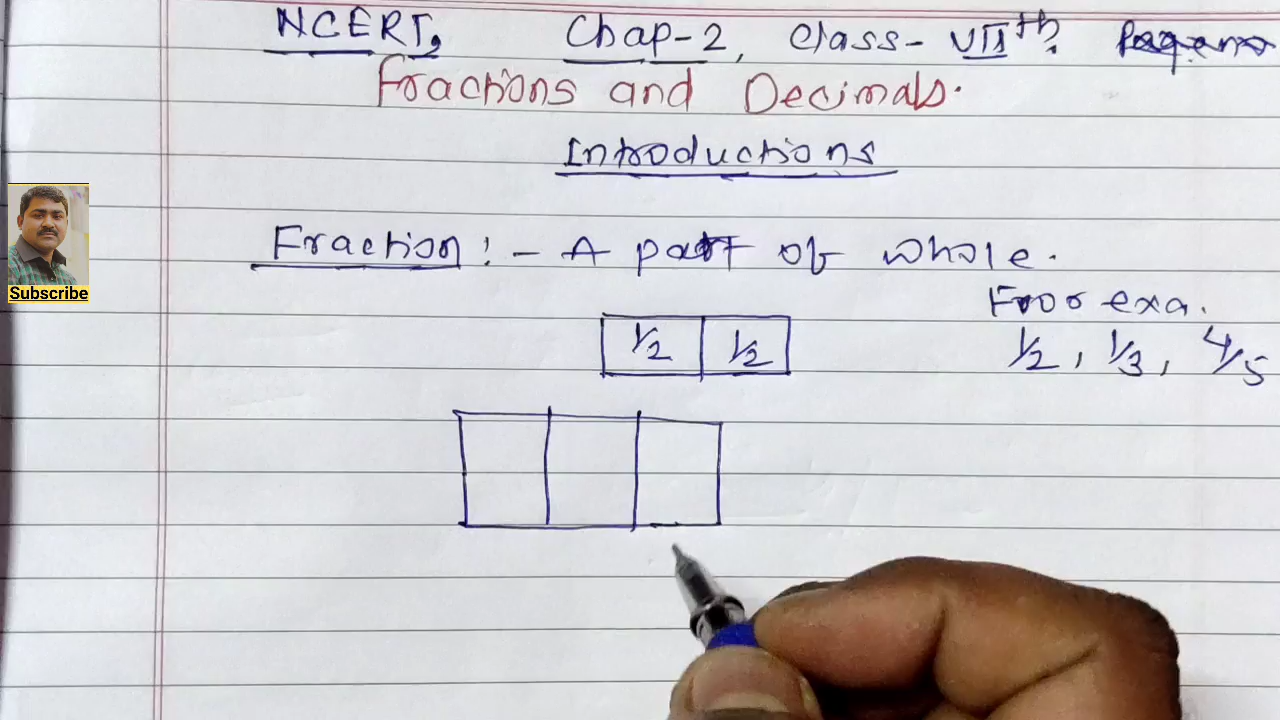 NCERT, Chap-2, Class- VIIth.
Fractions and Decimals.
Introductions
Subscribe
Fraction :- A part of whole.
Foor exa.
1/2 1/2
1/2, 1/3, 4/5